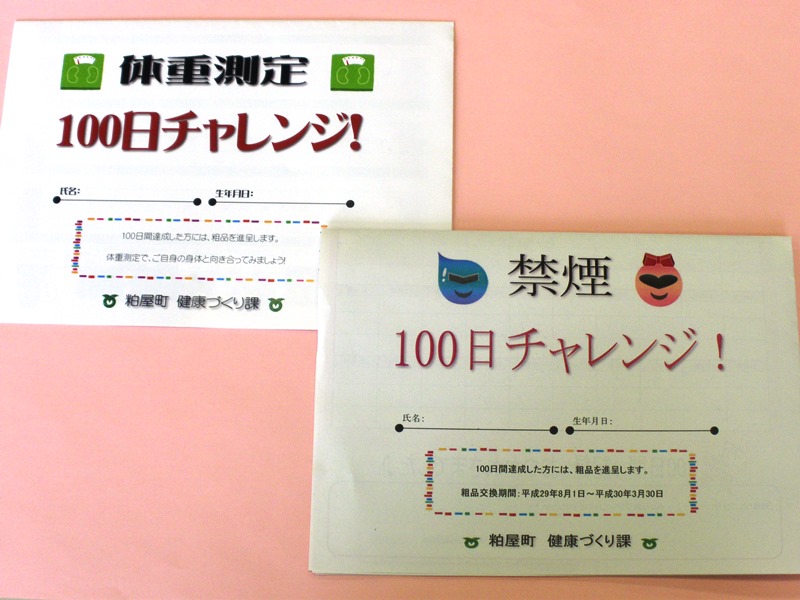 体重測定
100日チャレンジ!
氏名: 生年月日:
100日間達成した方には、粗品を進呈します。
体重測定で、ご自身の身体と向き合ってみましょう!
粕屋町 健康づくり課
禁煙
100日チャレンジ!
氏名: 生年月日:
100日間達成した方には、粗品を進呈します。
粗品交換期間:平成29年8月1日~平成30年3月30日
粕屋町 健康づくり課